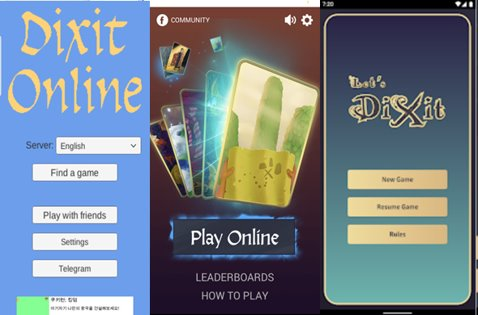 Dixit
Online
Server:
English
Find a game
Play with friends
Settings
Telegram
쿠키런: 킹덤
COMMUNITY
Play Online
LEADERBOARDS
HOW TO PLAY
7:20
Let's
DiXit
New Game
Resume Game
Rules